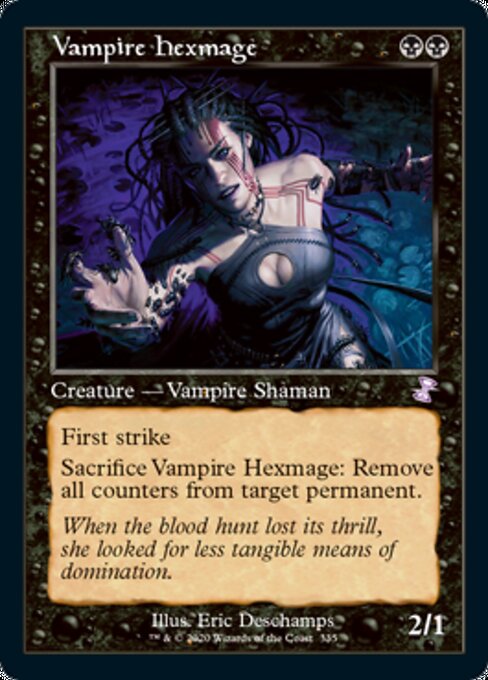 Vampire Hexmage
Creature — Vampire Shaman
First strike
Sacrifice Vampire Hexmage: Remove
all counters from target permanent.
When the blood hunt lost its thrill,
she looked for less tangible means of
domination.
Illus. Eric Deschamps
™ & © 2020 Wizards of the Coast 335
2/1